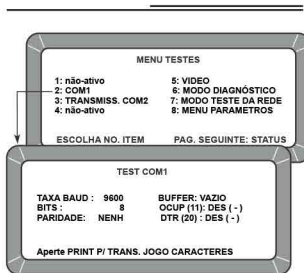 MENU TESTES
1: não-ativo 5: VIDEO
2: COM1 6: MODO DIAGNÓSTICO
3: TRANSMISS. COM2 7: MODO TESTE DA REDE
4: não-ativo 8: MENU PARAMETROS
ESCOLHA NO. ITEM PAG. SEGUINTE: STATUS
TEST COM1
TAXA BAUD : 9600 BUFFER: VAZIO
BITS : 8 OCUP (11): DES ( - )
PARIDADE: NENH DTR (20) : DES ( - )
Aperte PRINT P/ TRANS. JOGO CARACTERES